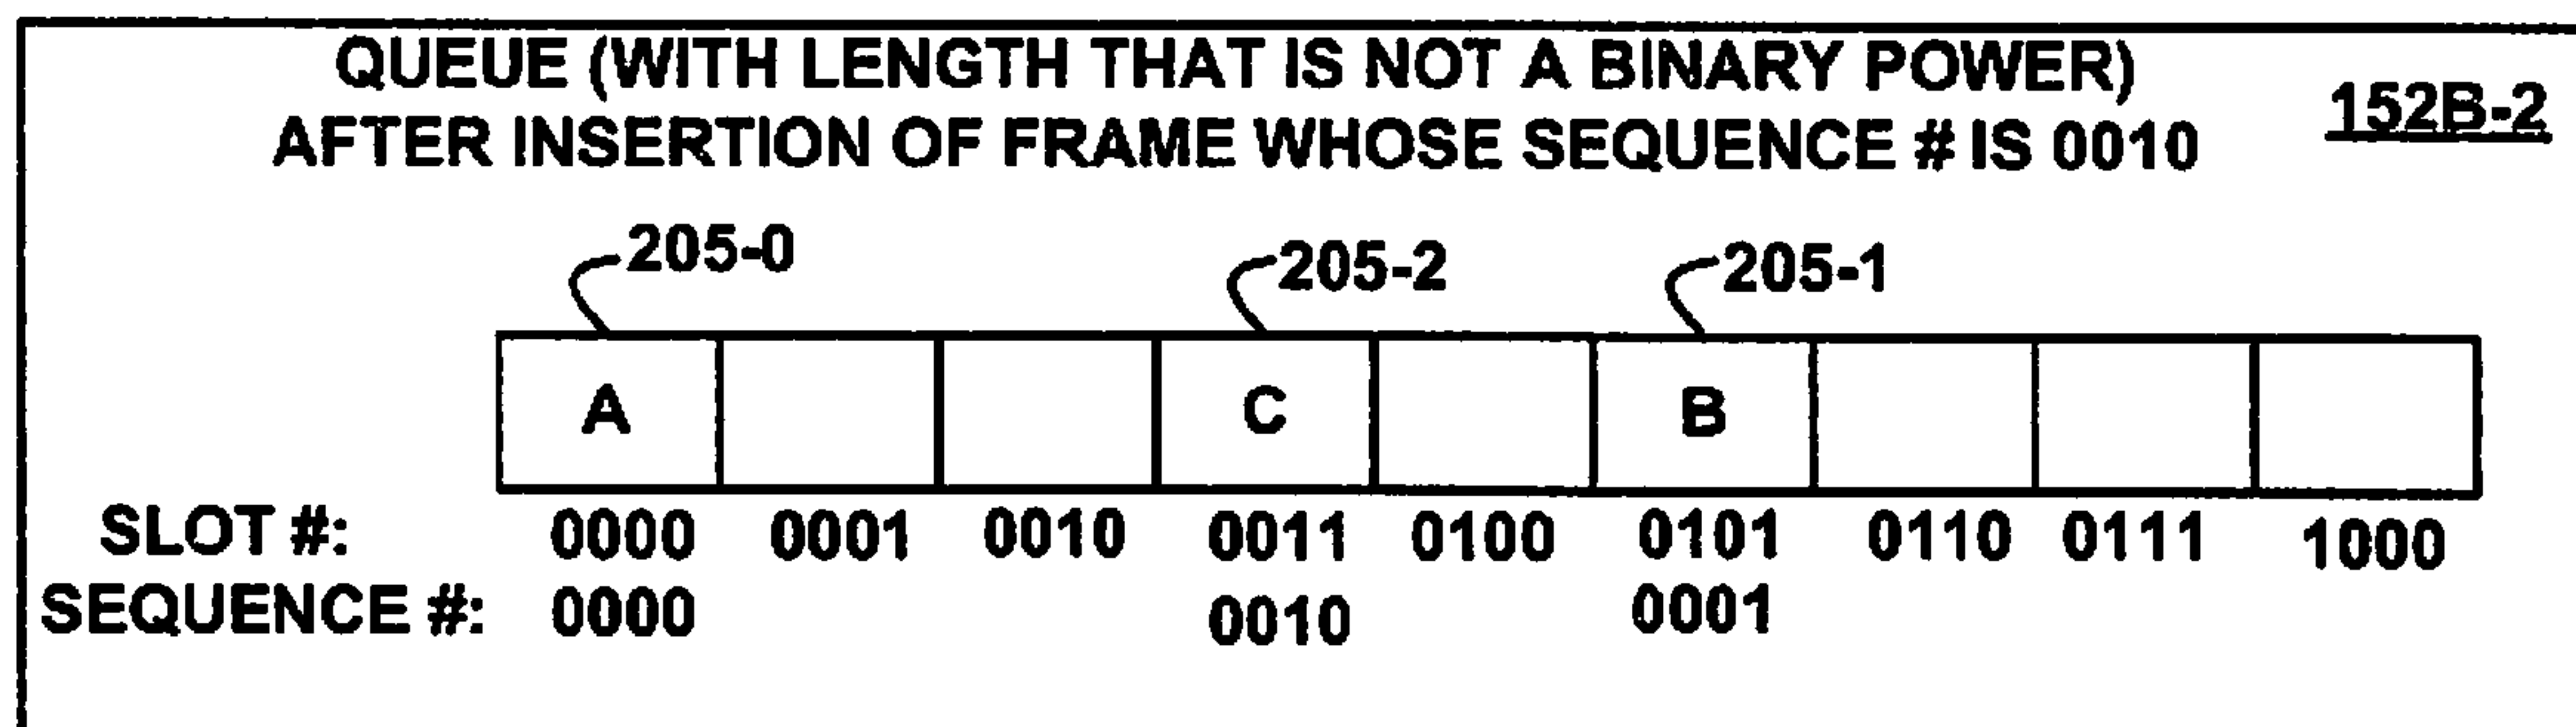 QUEUE (WITH LENGTH THAT IS NOT A BINARY POWER)
AFTER INSERTION OF FRAME WHOSE SEQUENCE # IS 0010
152B-2
205-0 205-2 205-1
A C B
SLOT #: 0000 0001 0010 0011 0100 0101 0110 0111 1000
SEQUENCE #: 0000 0010 0001